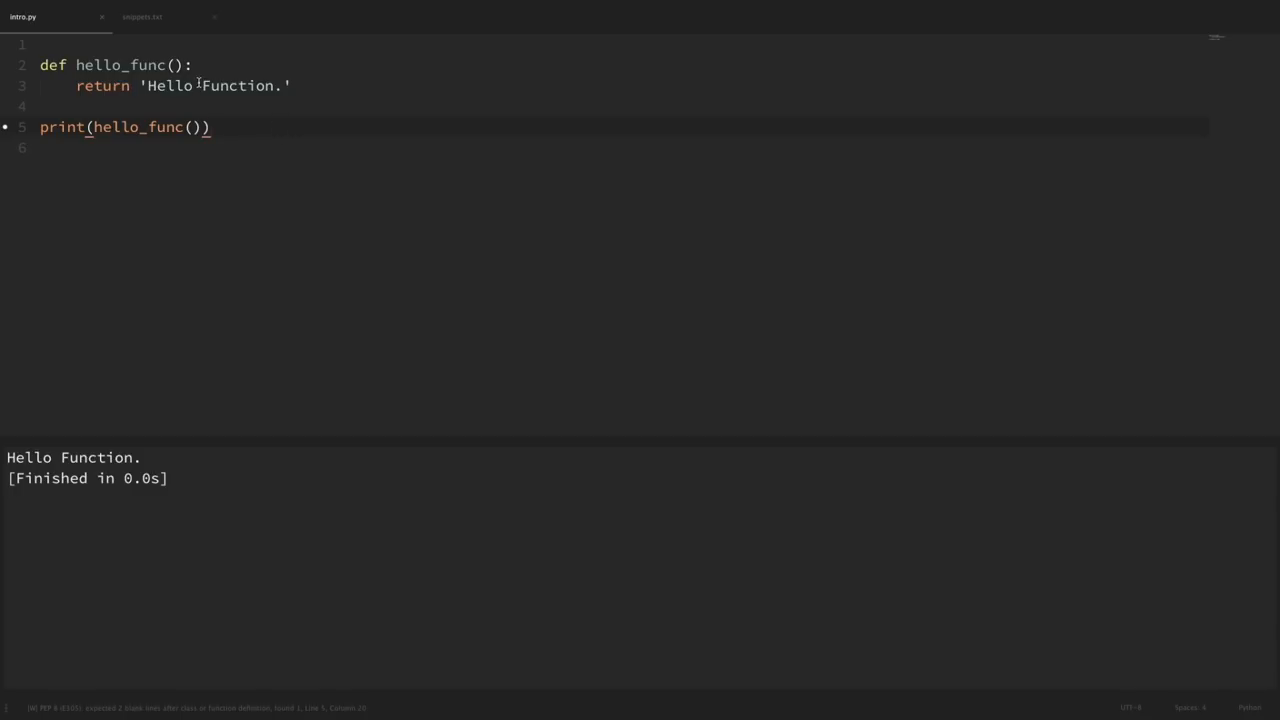 intro.py × snippets.txt ×
1
2 def hello_func():
3 return 'Hello Function.'
4
5 print(hello_func())
6
Hello Function.
[Finished in 0.0s]
[W] PEP 8 (E305): expected 2 blank lines after class or function definition, found 1, Line 5, Column 20 UTF-8 Spaces: 4 Python